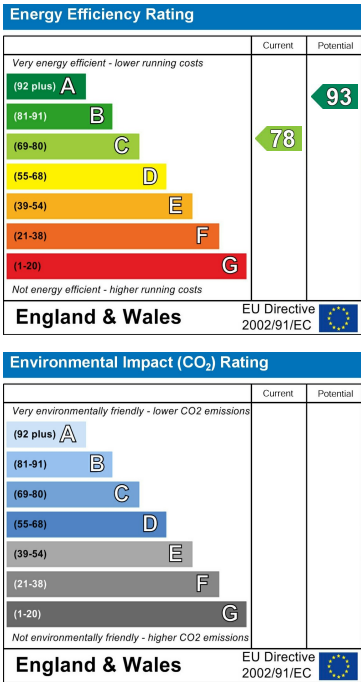 Energy Efficiency Rating
Current Potential
Very energy efficient - lower running costs
(92 plus) A
(81-91) B
(69-80) C
(55-68) D
(39-54) E
(21-38) F
(1-20) G
78
93
Not energy efficient - higher running costs
England & Wales
EU Directive
2002/91/EC
Environmental Impact (CO₂) Rating
Current Potential
Very environmentally friendly - lower CO2 emissions
(92 plus) A
(81-91) B
(69-80) C
(55-68) D
(39-54) E
(21-38) F
(1-20) G
Not environmentally friendly - higher CO2 emissions
England & Wales
EU Directive
2002/91/EC